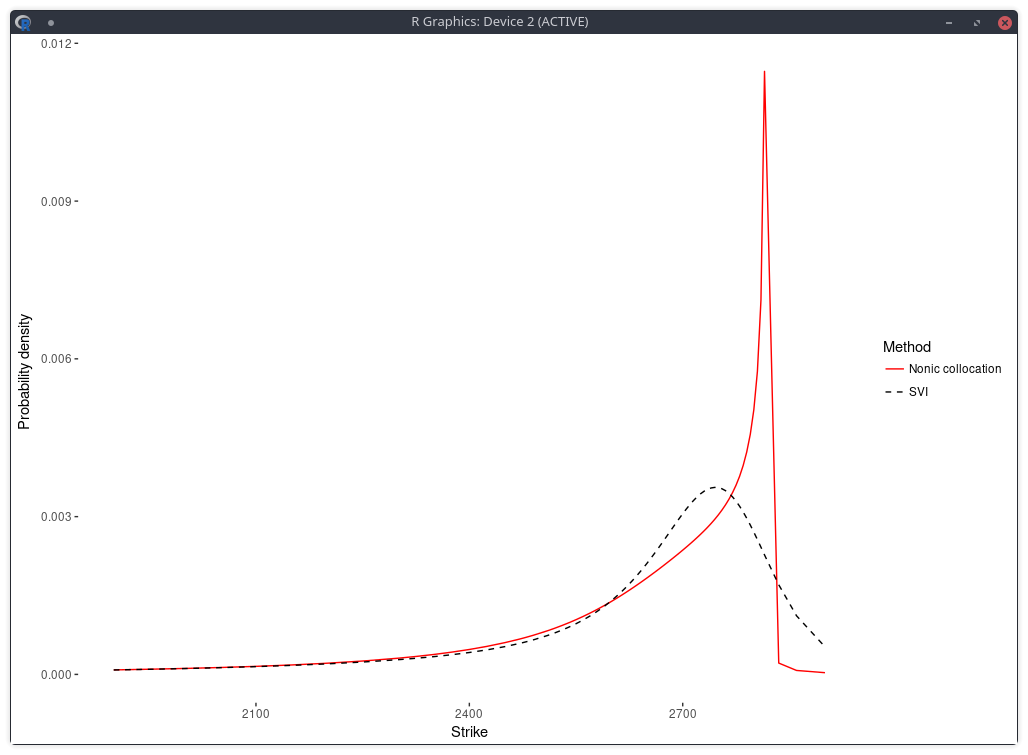 R Graphics: Device 2 (ACTIVE)
0.012
0.009
0.006
0.003
0.000
Probability density
2100 2400 2700
Strike
Method
Nonic collocation
SVI